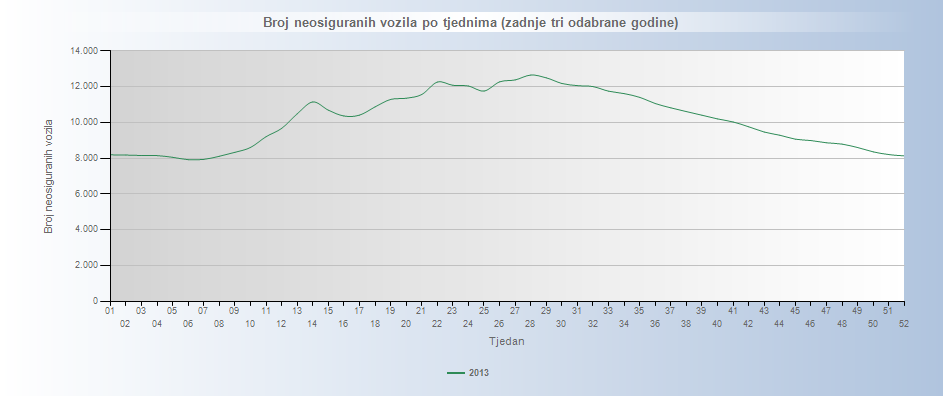 Broj neosiguranih vozila po tjednima (zadnje tri odabrane godine)
14.000
12.000
10.000
8.000
6.000
4.000
2.000
0
Broj neosiguranih vozila
01 03 05 07 09 11 13 15 17 19 21 23 25 27 29 31 33 35 37 39 41 43 45 47 49 51
02 04 06 08 10 12 14 16 18 20 22 24 26 28 30 32 34 36 38 40 42 44 46 48 50 52
Tjedan
2013